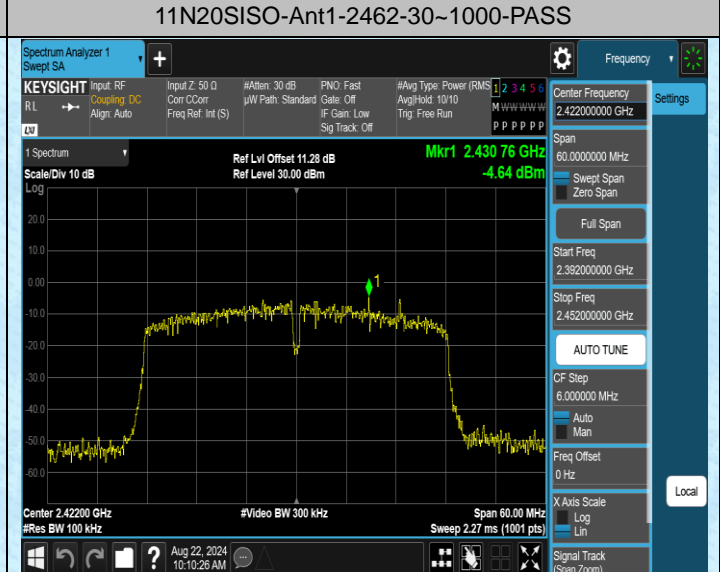 11N20SISO-Ant1-2462-30~1000-PASS
Spectrum Analyzer 1
Swept SA
+
Frequency
KEYSIGHT
RL
LXI
Input: RF
Coupling: DC
Align: Auto
Input Z: 50 Ω
Corr CCorr
Freq Ref: Int (S)
#Atten: 30 dB
µW Path: Standard
PNO: Fast
Gate: Off
IF Gain: Low
Sig Track: Off
#Avg Type: Power (RMS
Avg|Hold: 10/10
Trig: Free Run
1 2 3 4 5 6
M W W W W W
P P P P P P
Center Frequency
2.422000000 GHz
Settings
1 Spectrum
Scale/Div 10 dB
Log
Ref Lvl Offset 11.28 dB
Ref Level 30.00 dBm
Mkr1 2.430 76 GHz
-4.64 dBm
Span
60.0000000 MHz
Swept Span
Zero Span
Full Span
Start Freq
2.392000000 GHz
Stop Freq
2.452000000 GHz
AUTO TUNE
CF Step
6.000000 MHz
Auto
Man
Freq Offset
0 Hz
X Axis Scale
Log
Lin
Signal Track
(Span Zoom)
Local
20.0
10.0
0.00
-10.0
-20.0
-30.0
-40.0
-50.0
-60.0
1
Center 2.42200 GHz
#Res BW 100 kHz
#Video BW 300 kHz
Span 60.00 MHz
Sweep 2.27 ms (1001 pts)
?
Aug 22, 2024
10:10:26 AM